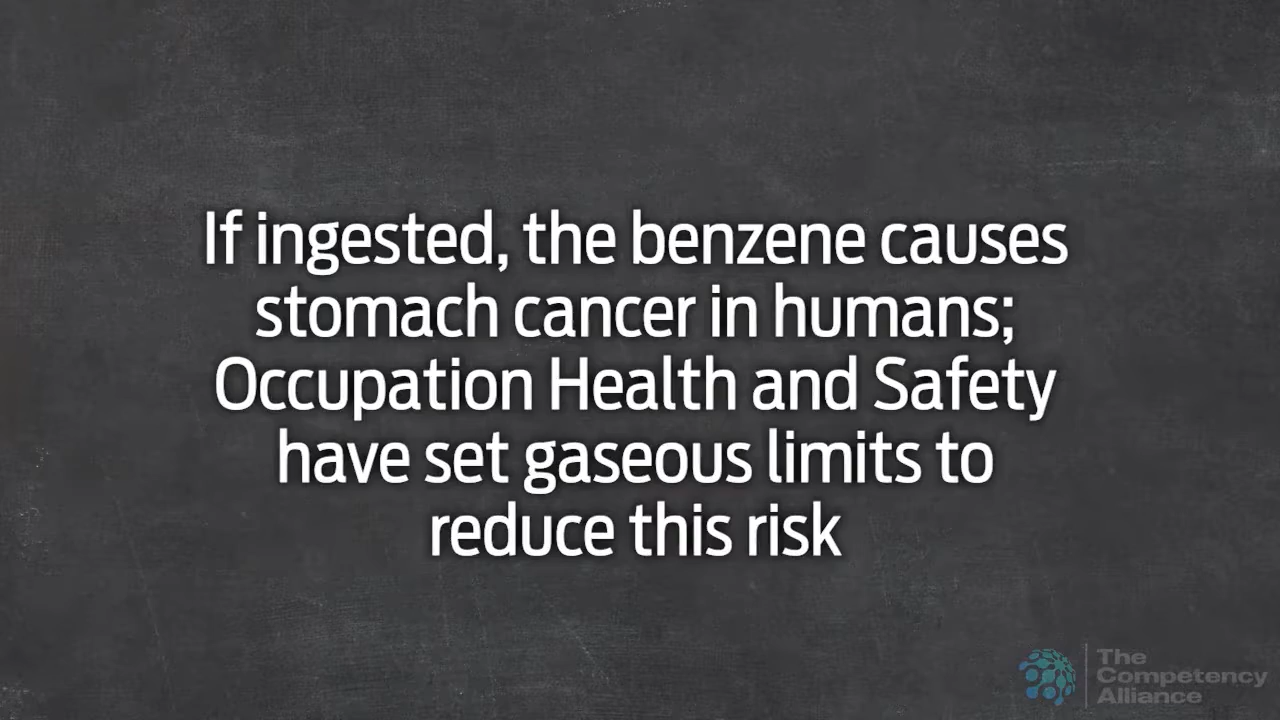 If ingested, the benzene causes
stomach cancer in humans;
Occupation Health and Safety
have set gaseous limits to
reduce this risk
The
Competency
Alliance